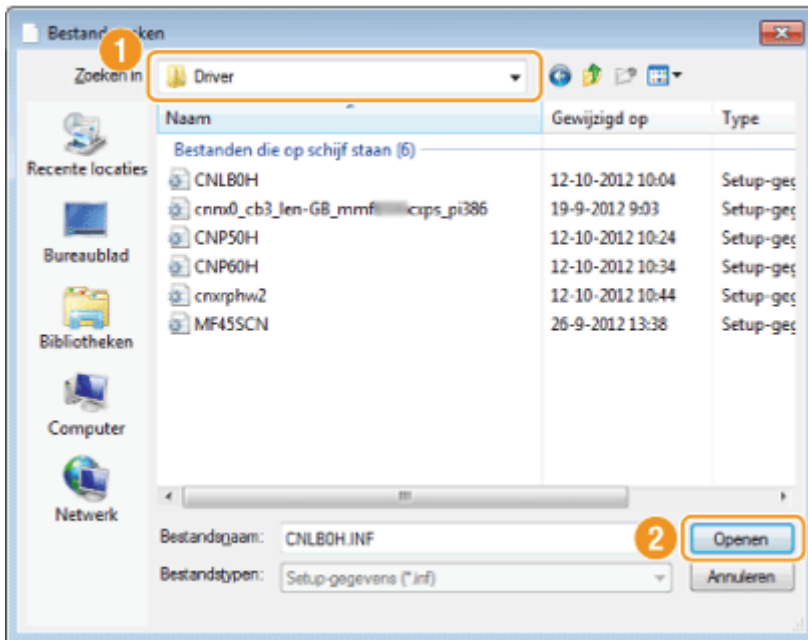 Bestand zoeken
1
Zoeken in
Driver
Naam Gewijzigd op Type
Bestanden die op schijf staan (6)
CNLB0H 12-10-2012 10:04 Setup-geg
cnnx0_cb3_len-GB_mmf cxps_pi386 19-9-2012 9:03 Setup-geg
CNP50H 12-10-2012 10:24 Setup-geg
CNP60H 12-10-2012 10:34 Setup-geg
cnxrphw2 12-10-2012 10:44 Setup-geg
MF45SCN 26-9-2012 13:38 Setup-geg
Recente locaties
Bureaublad
Bibliotheken
Computer
Netwerk
Bestandsnaam: CNLB0H.INF 2 Openen
Bestandstypen: Setup-gegevens (*.inf) Annuleren